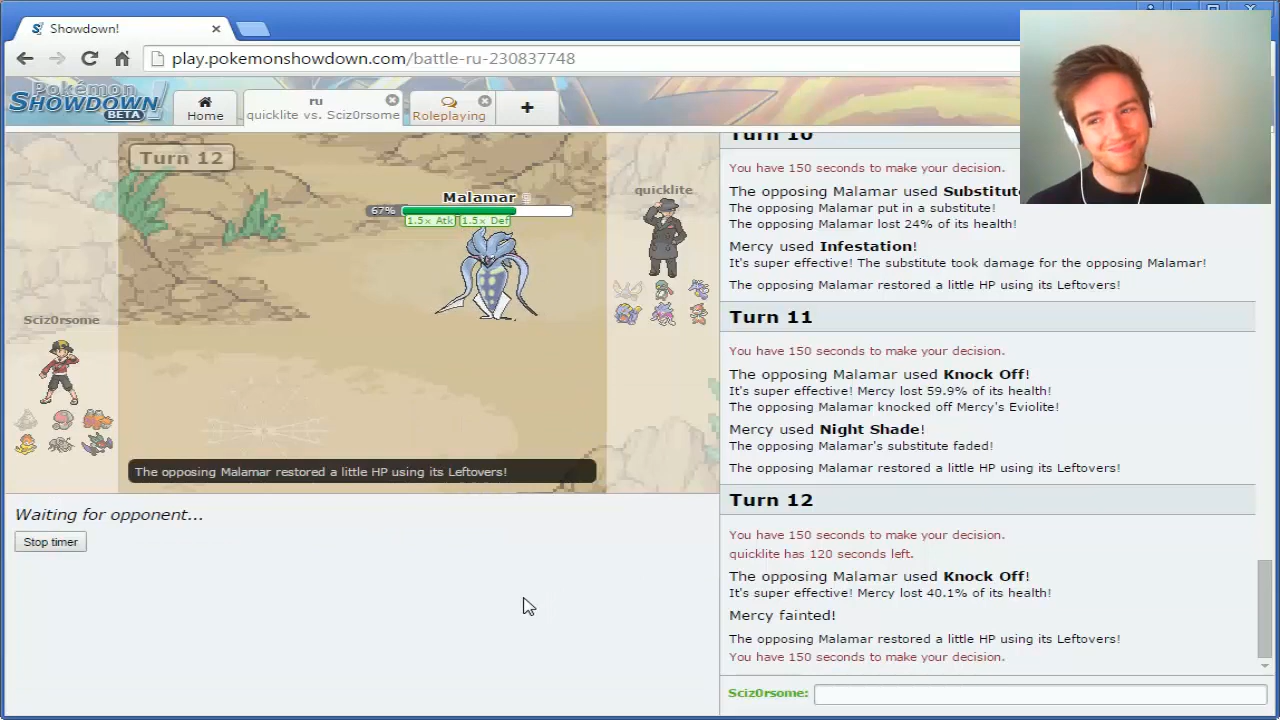 Showdown!
play.pokemonshowdown.com/battle-ru-230837748
Pokémon
SHOWDOWN!
BETA
Home
ru
quicklite vs. Sciz0rsome
Roleplaying
Turn 12
Malamar
67%
1.5× Atk 1.5× Def
quicklite
Sciz0rsome
The opposing Malamar restored a little HP using its Leftovers!
Waiting for opponent...
Stop timer
Turn 10
You have 150 seconds to make your decision.
The opposing Malamar used Substitute
The opposing Malamar put in a substitute!
The opposing Malamar lost 24% of its health!
Mercy used Infestation!
It's super effective! The substitute took damage for the opposing Malamar!
The opposing Malamar restored a little HP using its Leftovers!
Turn 11
You have 150 seconds to make your decision.
The opposing Malamar used Knock Off!
It's super effective! Mercy lost 59.9% of its health!
The opposing Malamar knocked off Mercy's Eviolite!
Mercy used Night Shade!
The opposing Malamar's substitute faded!
The opposing Malamar restored a little HP using its Leftovers!
Turn 12
You have 150 seconds to make your decision.
quicklite has 120 seconds left.
The opposing Malamar used Knock Off!
It's super effective! Mercy lost 40.1% of its health!
Mercy fainted!
The opposing Malamar restored a little HP using its Leftovers!
You have 150 seconds to make your decision.
Sciz0rsome: